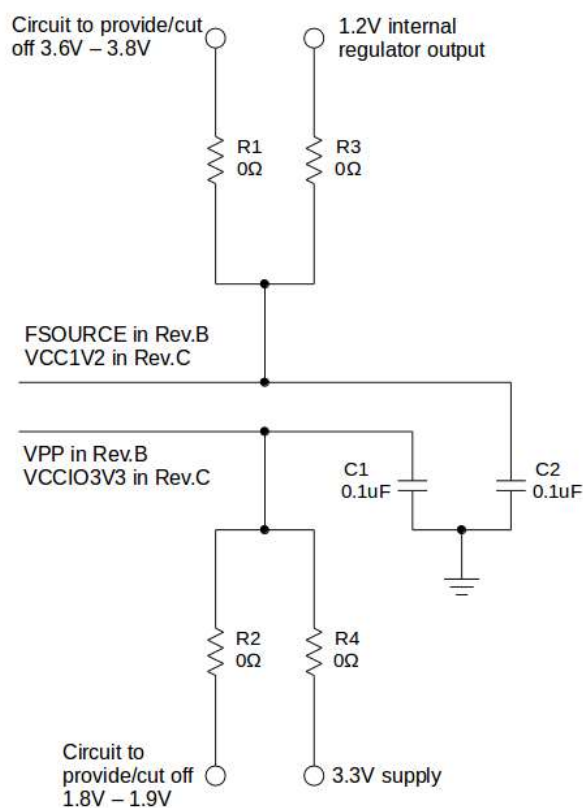 Circuit to provide/cut
off 3.6V – 3.8V
1.2V internal
regulator output
R1
0Ω
R3
0Ω
FSOURCE in Rev.B
VCC1V2 in Rev.C
VPP in Rev.B
VCCIO3V3 in Rev.C
C1
0.1uF
C2
0.1uF
R2
0Ω
R4
0Ω
Circuit to
provide/cut off
1.8V – 1.9V
3.3V supply